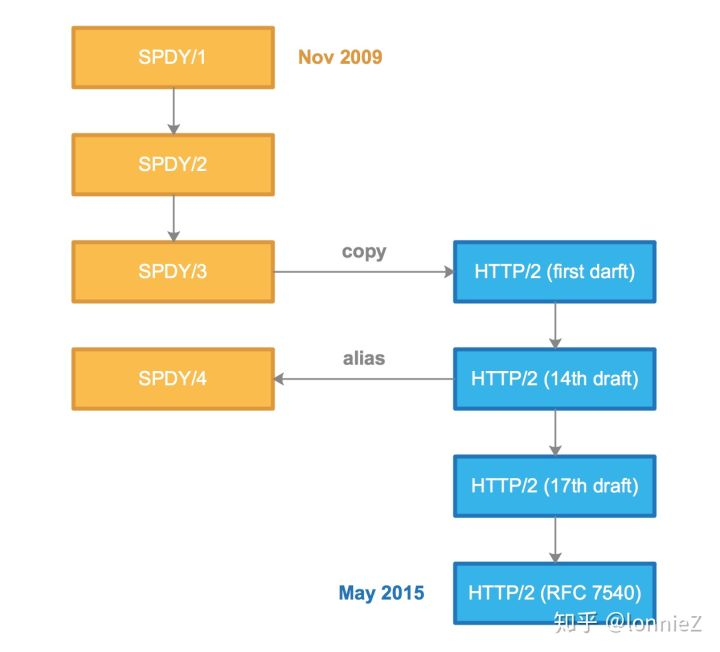 SPDY/1
Nov 2009
SPDY/2
SPDY/3
copy
HTTP/2 (first darft)
SPDY/4
alias
HTTP/2 (14th draft)
HTTP/2 (17th draft)
May 2015
HTTP/2 (RFC 7540)
知乎 @lonnieZ